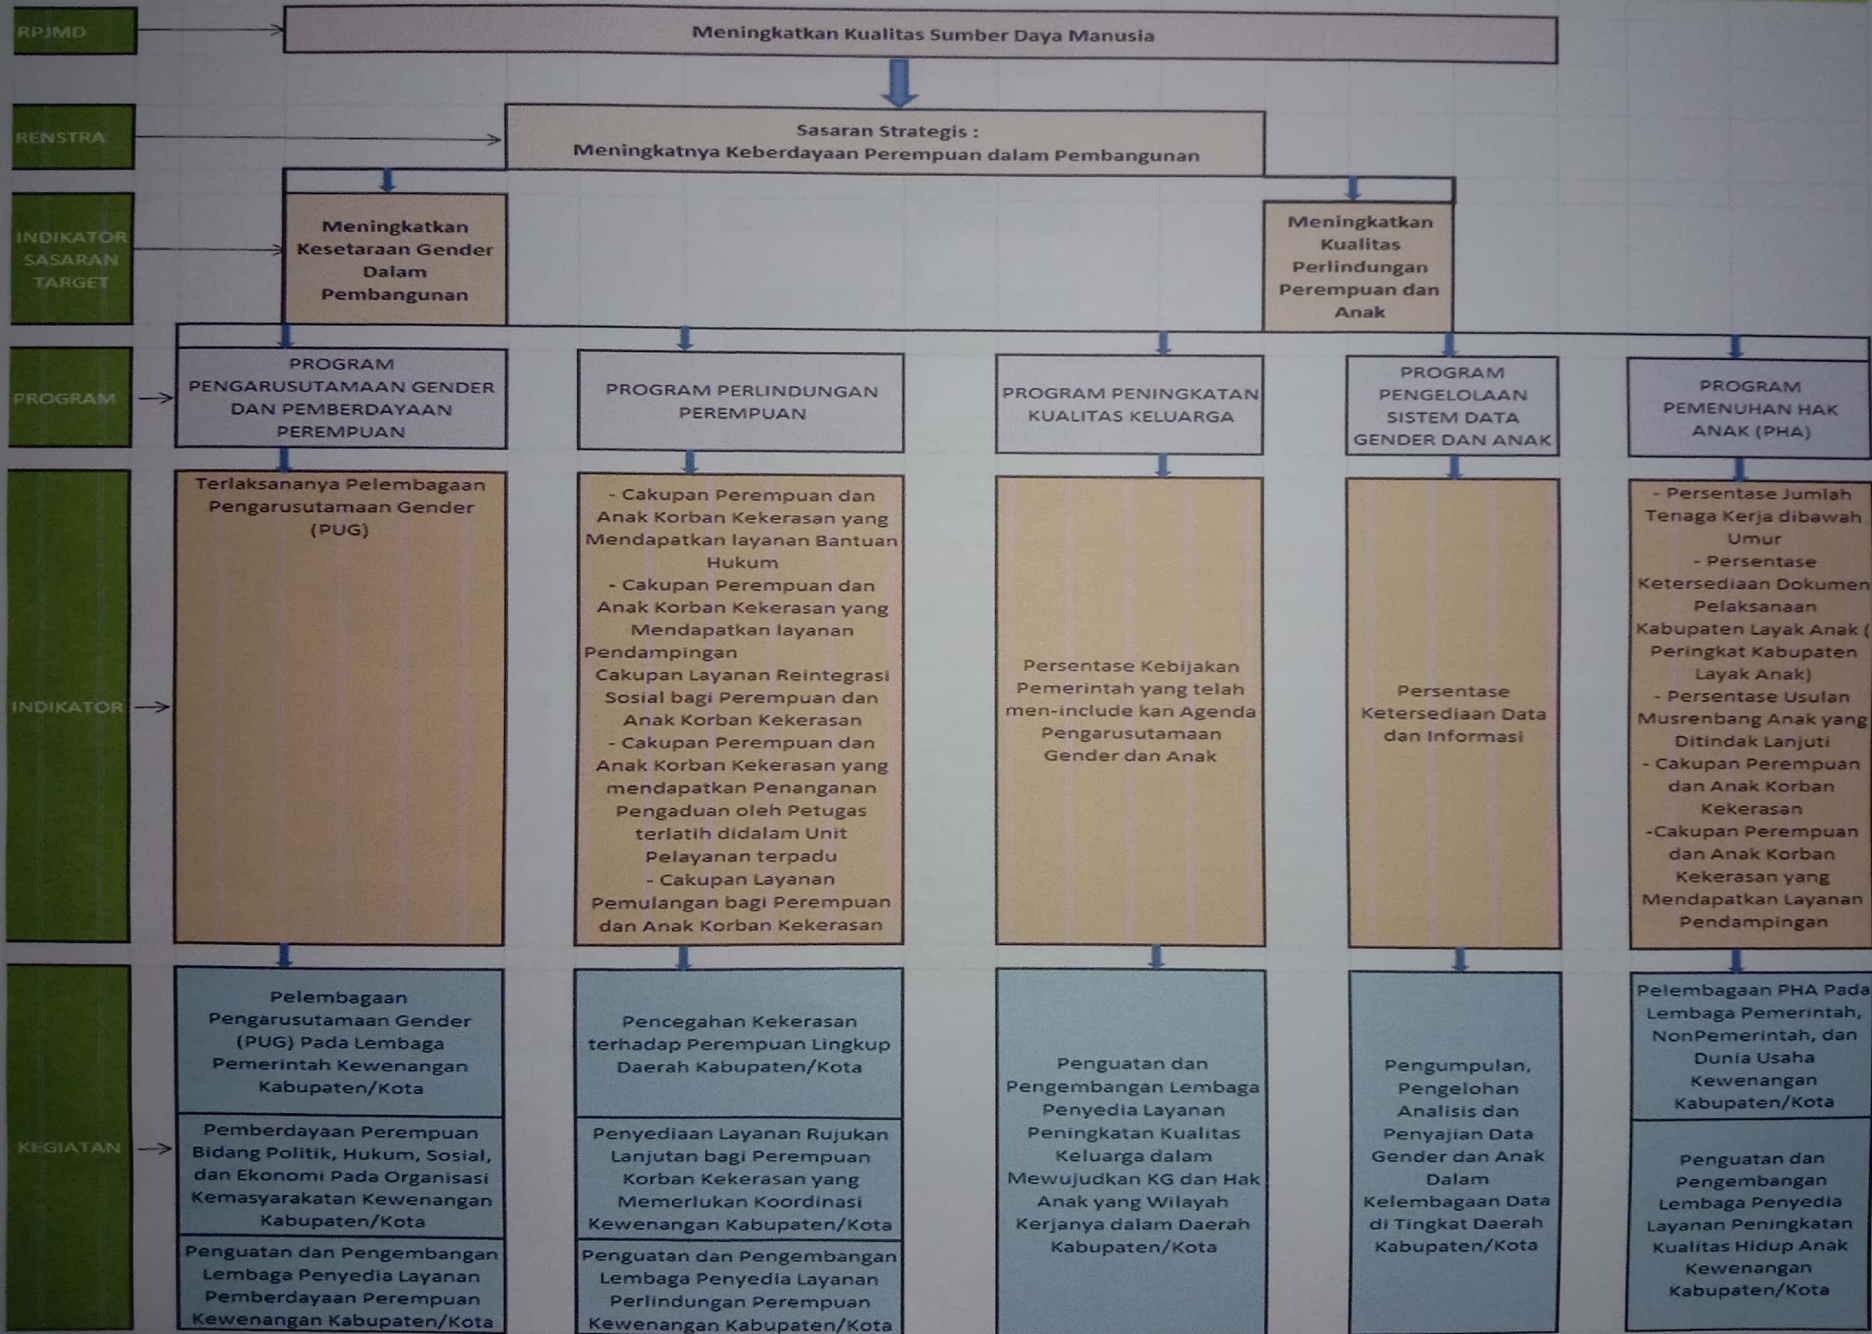 RPJMD
Meningkatkan Kualitas Sumber Daya Manusia
RENSTRA
Sasaran Strategis :
Meningkatnya Keberdayaan Perempuan dalam Pembangunan
INDIKATOR
SASARAN
TARGET
Meningkatkan
Kesetaraan Gender
Dalam
Pembangunan
Meningkatkan
Kualitas
Perlindungan
Perempuan dan
Anak
PROGRAM
PROGRAM
PENGARUSUTAMAAN GENDER
DAN PEMBERDAYAAN
PEREMPUAN
PROGRAM PERLINDUNGAN
PEREMPUAN
PROGRAM PENINGKATAN
KUALITAS KELUARGA
PROGRAM
PENGELOLAAN
SISTEM DATA
GENDER DAN ANAK
PROGRAM
PEMENUHAN HAK
ANAK (PHA)
INDIKATOR
Terlaksananya Pelembagaan
Pengarusutamaan Gender
(PUG)
- Cakupan Perempuan dan
Anak Korban Kekerasan yang
Mendapatkan layanan Bantuan
Hukum
- Cakupan Perempuan dan
Anak Korban Kekerasan yang
Mendapatkan layanan
Pendampingan
Cakupan Layanan Reintegrasi
Sosial bagi Perempuan dan
Anak Korban Kekerasan
- Cakupan Perempuan dan
Anak Korban Kekerasan yang
mendapatkan Penanganan
Pengaduan oleh Petugas
terlatih didalam Unit
Pelayanan terpadu
- Cakupan Layanan
Pemulangan bagi Perempuan
dan Anak Korban Kekerasan
Persentase Kebijakan
Pemerintah yang telah
men-include kan Agenda
Pengarusutamaan
Gender dan Anak
Persentase
Ketersediaan Data
dan Informasi
- Persentase Jumlah
Tenaga Kerja dibawah
Umur
- Persentase
Ketersediaan Dokumen
Pelaksanaan
Kabupaten Layak Anak (
Peringkat Kabupaten
Layak Anak)
- Persentase Usulan
Musrenbang Anak yang
Ditindak Lanjuti
- Cakupan Perempuan
dan Anak Korban
Kekerasan
-Cakupan Perempuan
dan Anak Korban
Kekerasan yang
Mendapatkan Layanan
Pendampingan
KEGIATAN
Pelembagaan
Pengarusutamaan Gender
(PUG) Pada Lembaga
Pemerintah Kewenangan
Kabupaten/Kota
Pemberdayaan Perempuan
Bidang Politik, Hukum, Sosial,
dan Ekonomi Pada Organisasi
Kemasyarakatan Kewenangan
Kabupaten/Kota
Penguatan dan Pengembangan
Lembaga Penyedia Layanan
Pemberdayaan Perempuan
Kewenangan Kabupaten/Kota
Pencegahan Kekerasan
terhadap Perempuan Lingkup
Daerah Kabupaten/Kota
Penyediaan Layanan Rujukan
Lanjutan bagi Perempuan
Korban Kekerasan yang
Memerlukan Koordinasi
Kewenangan Kabupaten/Kota
Penguatan dan Pengembangan
Lembaga Penyedia Layanan
Perlindungan Perempuan
Kewenangan Kabupaten/Kota
Penguatan dan
Pengembangan Lembaga
Penyedia Layanan
Peningkatan Kualitas
Keluarga dalam
Mewujudkan KG dan Hak
Anak yang Wilayah
Kerjanya dalam Daerah
Kabupaten/Kota
Pengumpulan,
Pengelohan
Analisis dan
Penyajian Data
Gender dan Anak
Dalam
Kelembagaan Data
di Tingkat Daerah
Kabupaten/Kota
Pelembagaan PHA Pada
Lembaga Pemerintah,
NonPemerintah, dan
Dunia Usaha
Kewenangan
Kabupaten/Kota
Penguatan dan
Pengembangan
Lembaga Penyedia
Layanan Peningkatan
Kualitas Hidup Anak
Kewenangan
Kabupaten/Kota